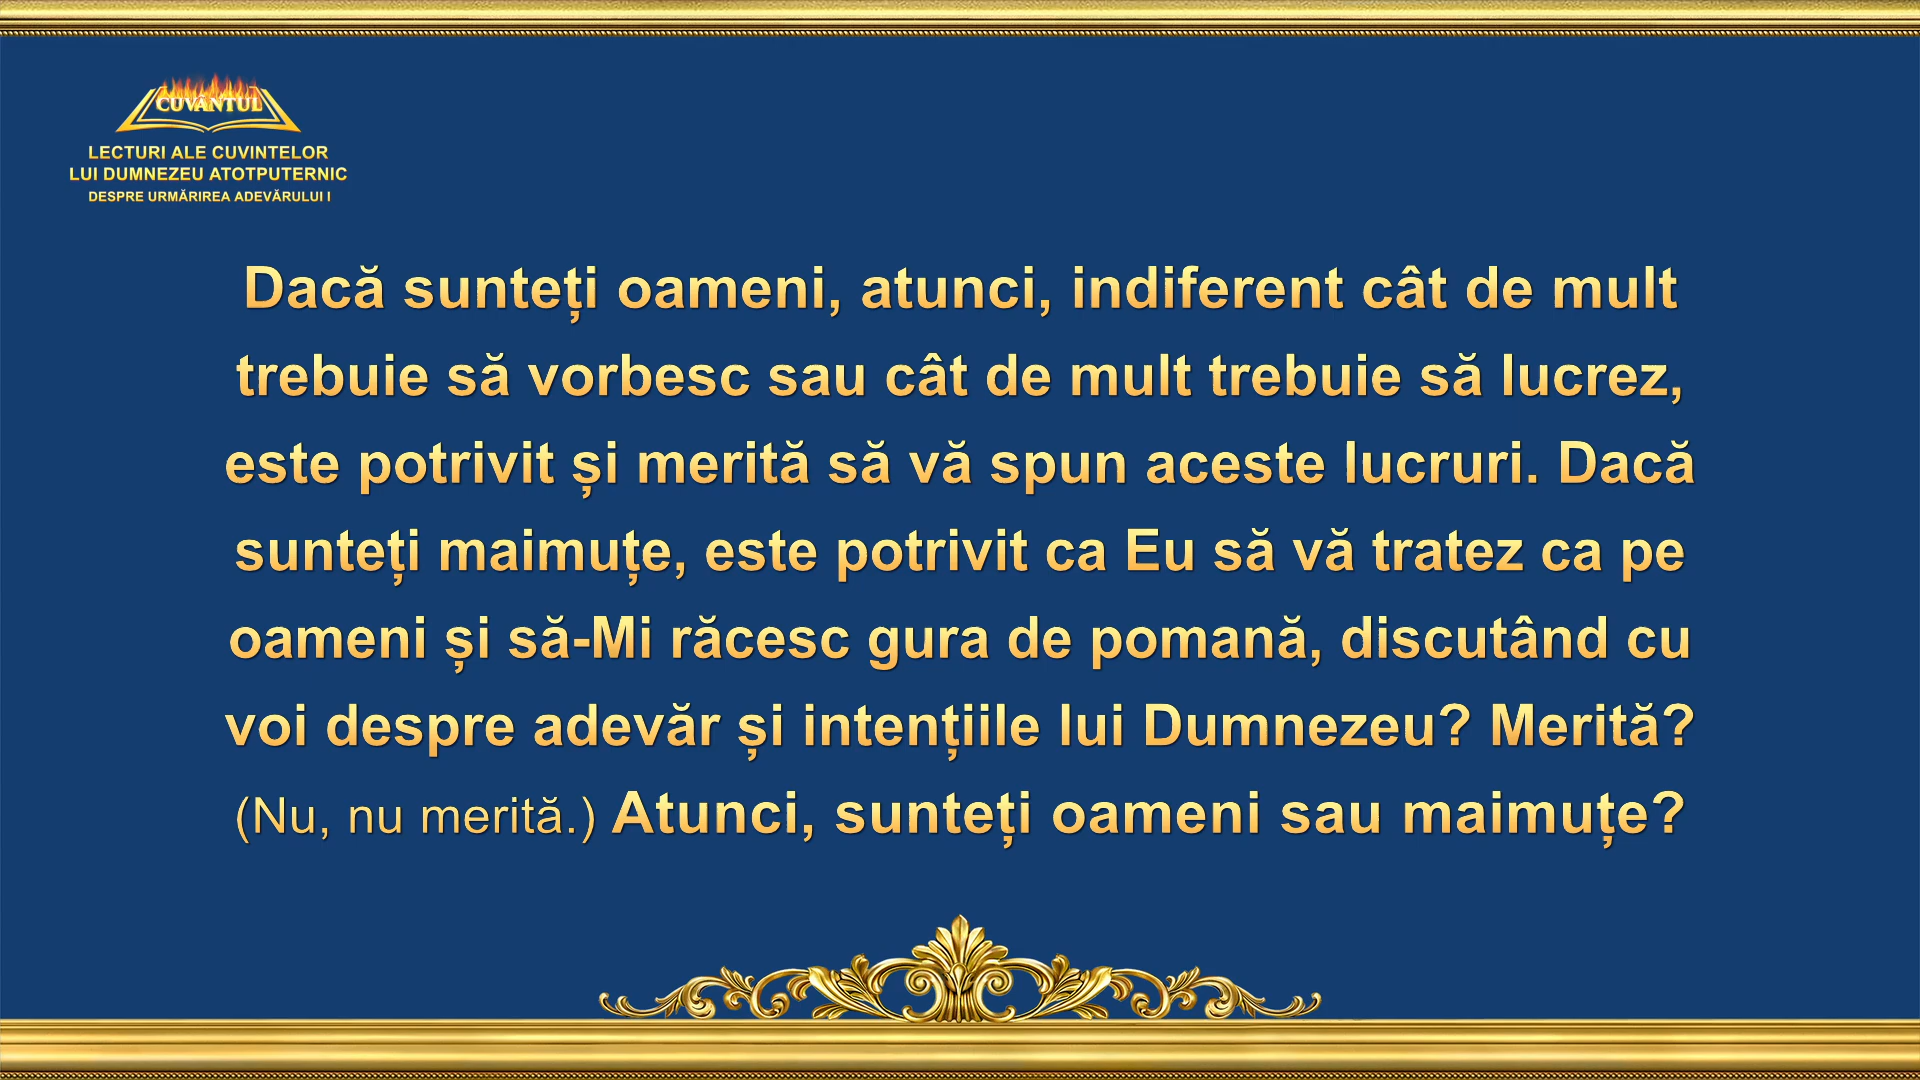 CUVÂNTUL
LECTURI ALE CUVINTELOR
LUI DUMNEZEU ATOTPUTERNIC
DESPRE URMĂRIREA ADEVĂRULUI I
Dacă sunteți oameni, atunci, indiferent cât de mult
trebuie să vorbesc sau cât de mult trebuie să lucrez,
este potrivit și merită să vă spun aceste lucruri. Dacă
sunteți maimuțe, este potrivit ca Eu să vă tratez ca pe
oameni și să-Mi răcesc gura de pomană, discutând cu
voi despre adevăr și intențiile lui Dumnezeu? Merită?
(Nu, nu merită.) Atunci, sunteți oameni sau maimuțe?